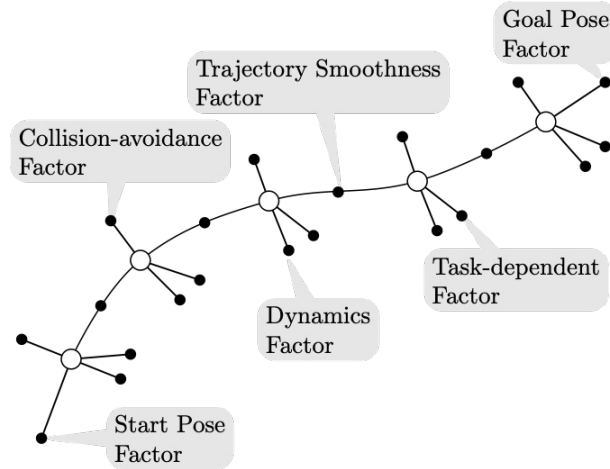 Goal Pose
Factor
Trajectory Smoothness
Factor
Collision-avoidance
Factor
Task-dependent
Factor
Dynamics
Factor
Start Pose
Factor